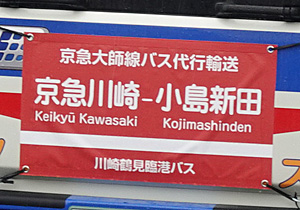 京急大師線バス代行輸送
京急川崎-小島新田
Keikyū Kawasaki Kojimashinden
川崎鶴見臨港バス